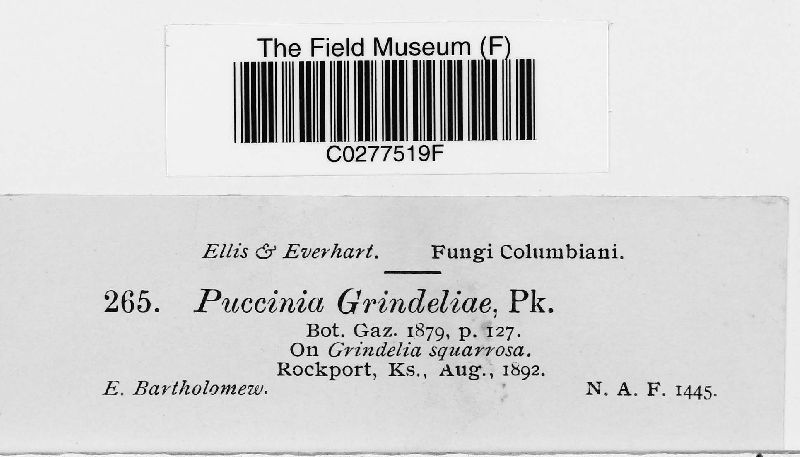 The Field Museum (F)
C0277519F
Ellis & Everhart. Fungi Columbiani.
265. Puccinia Grindeliae, Pk.
Bot. Gaz. 1879, p. 127.
On Grindelia squarrosa.
Rockport, Ks., Aug., 1892.
E. Bartholomew. N. A. F. 1445.